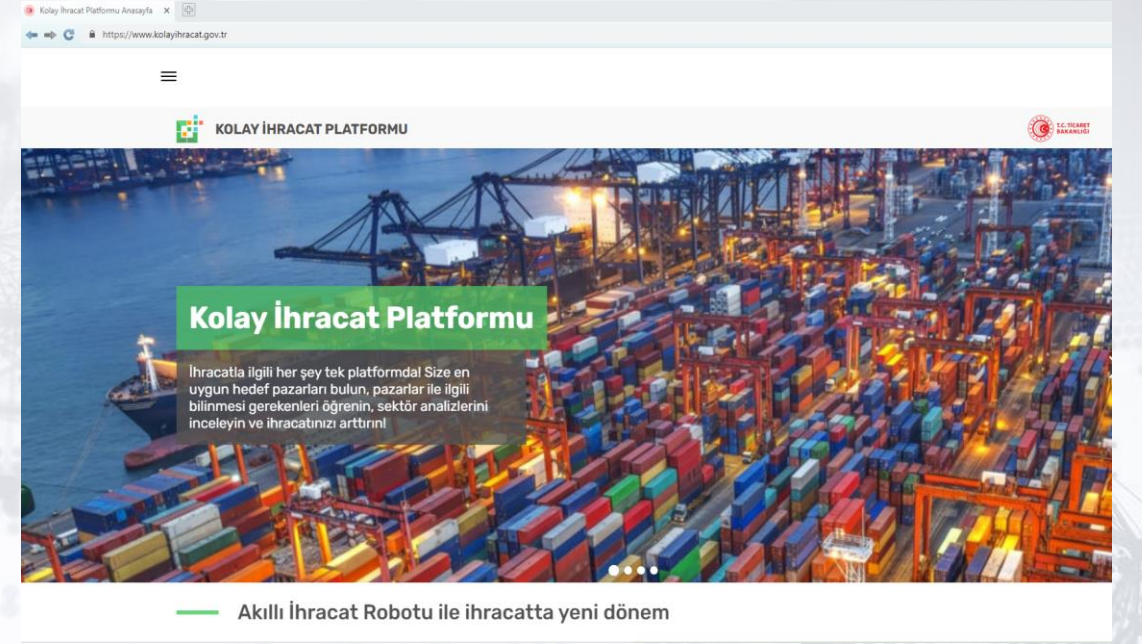 Kolay İhracat Platformu Anasayfa
https://www.kolayihracat.gov.tr
KOLAY İHRACAT PLATFORMU
T.C. TİCARET
BAKANLIĞI
Kolay İhracat Platformu
İhracatla ilgili her şey tek platformda! Size en
uygun hedef pazarları bulun, pazarlar ile ilgili
bilinmesi gerekenleri öğrenin, sektör analizlerini
inceleyin ve ihracatınızı arttırın!
Akıllı İhracat Robotu ile ihracatta yeni dönem